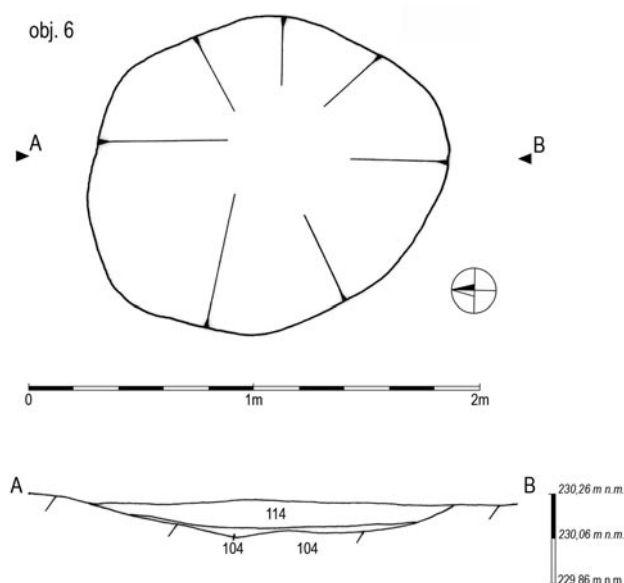 obj. 6
A
B
0
1m
2m
A
B
230,26 m n.m.
114
230,06 m n.m.
104
104
229,86 m n.m.